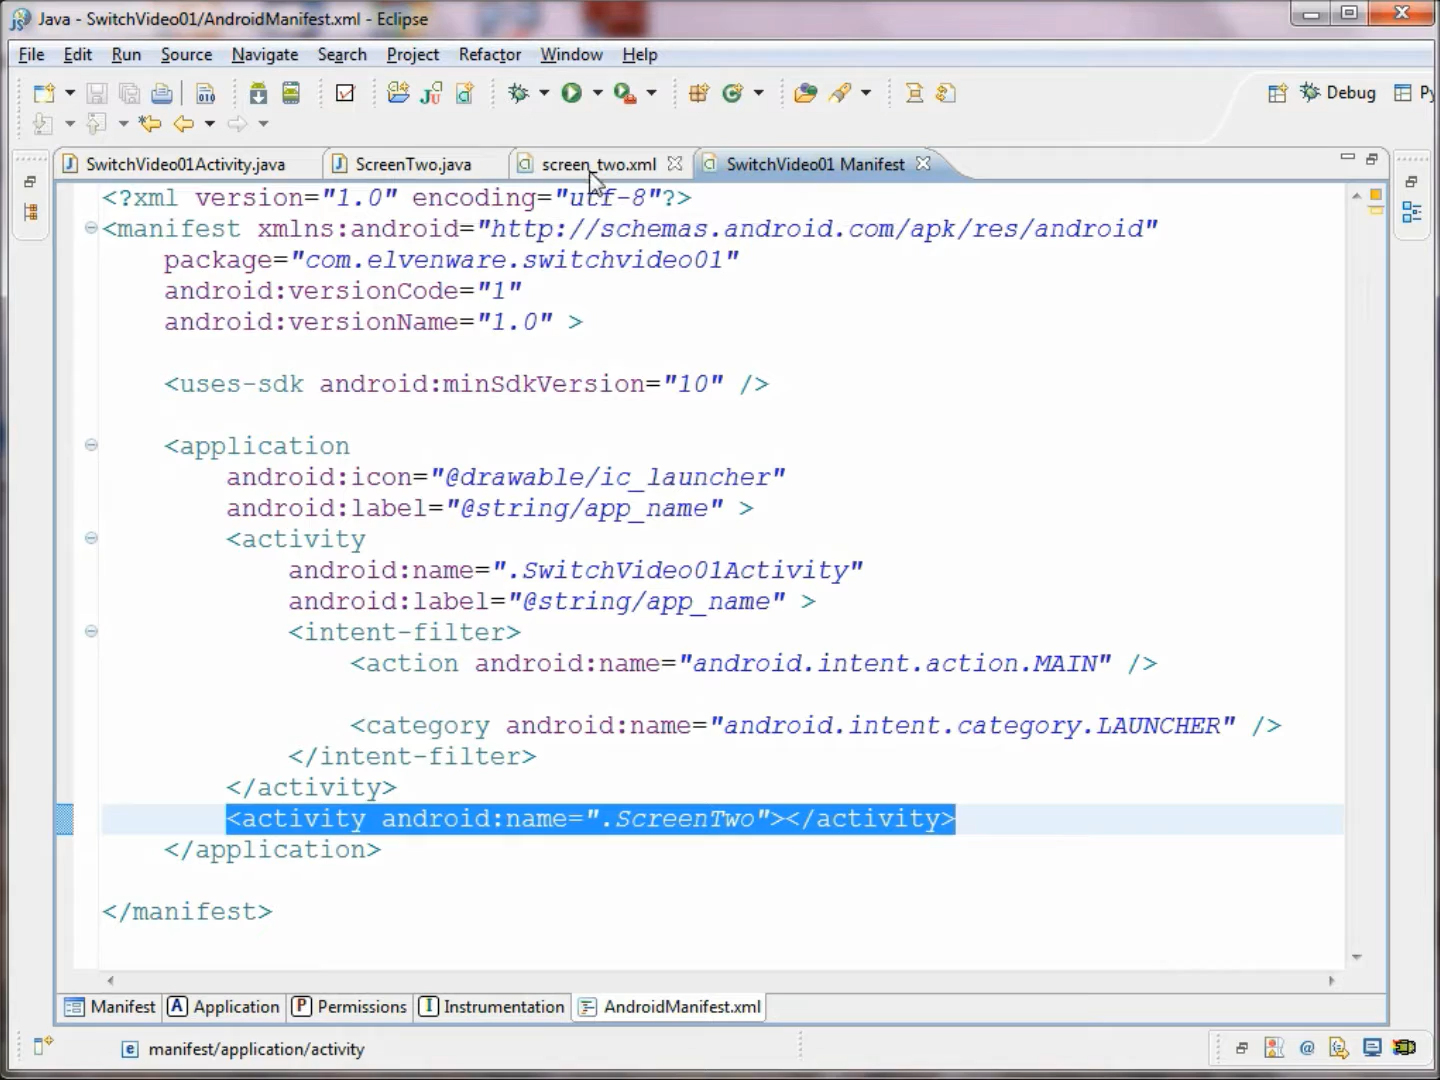 Java - SwitchVideo01/AndroidManifest.xml - Eclipse
File Edit Run Source Navigate Search Project Refactor Window Help
Debug Py
SwitchVideo01Activity.java ScreenTwo.java screen_two.xml SwitchVideo01 Manifest
<?xml version="1.0" encoding="utf-8"?>
<manifest xmlns:android="http://schemas.android.com/apk/res/android"
package="com.elvenware.switchvideo01"
android:versionCode="1"
android:versionName="1.0" >
<uses-sdk android:minSdkVersion="10" />
<application
android:icon="@drawable/ic_launcher"
android:label="@string/app_name" >
<activity
android:name=".SwitchVideo01Activity"
android:label="@string/app_name" >
<intent-filter>
<action android:name="android.intent.action.MAIN" />
<category android:name="android.intent.category.LAUNCHER" />
</intent-filter>
</activity>
<activity android:name=".ScreenTwo"></activity>
</application>
</manifest>
Manifest A Application P Permissions I Instrumentation AndroidManifest.xml
e manifest/application/activity